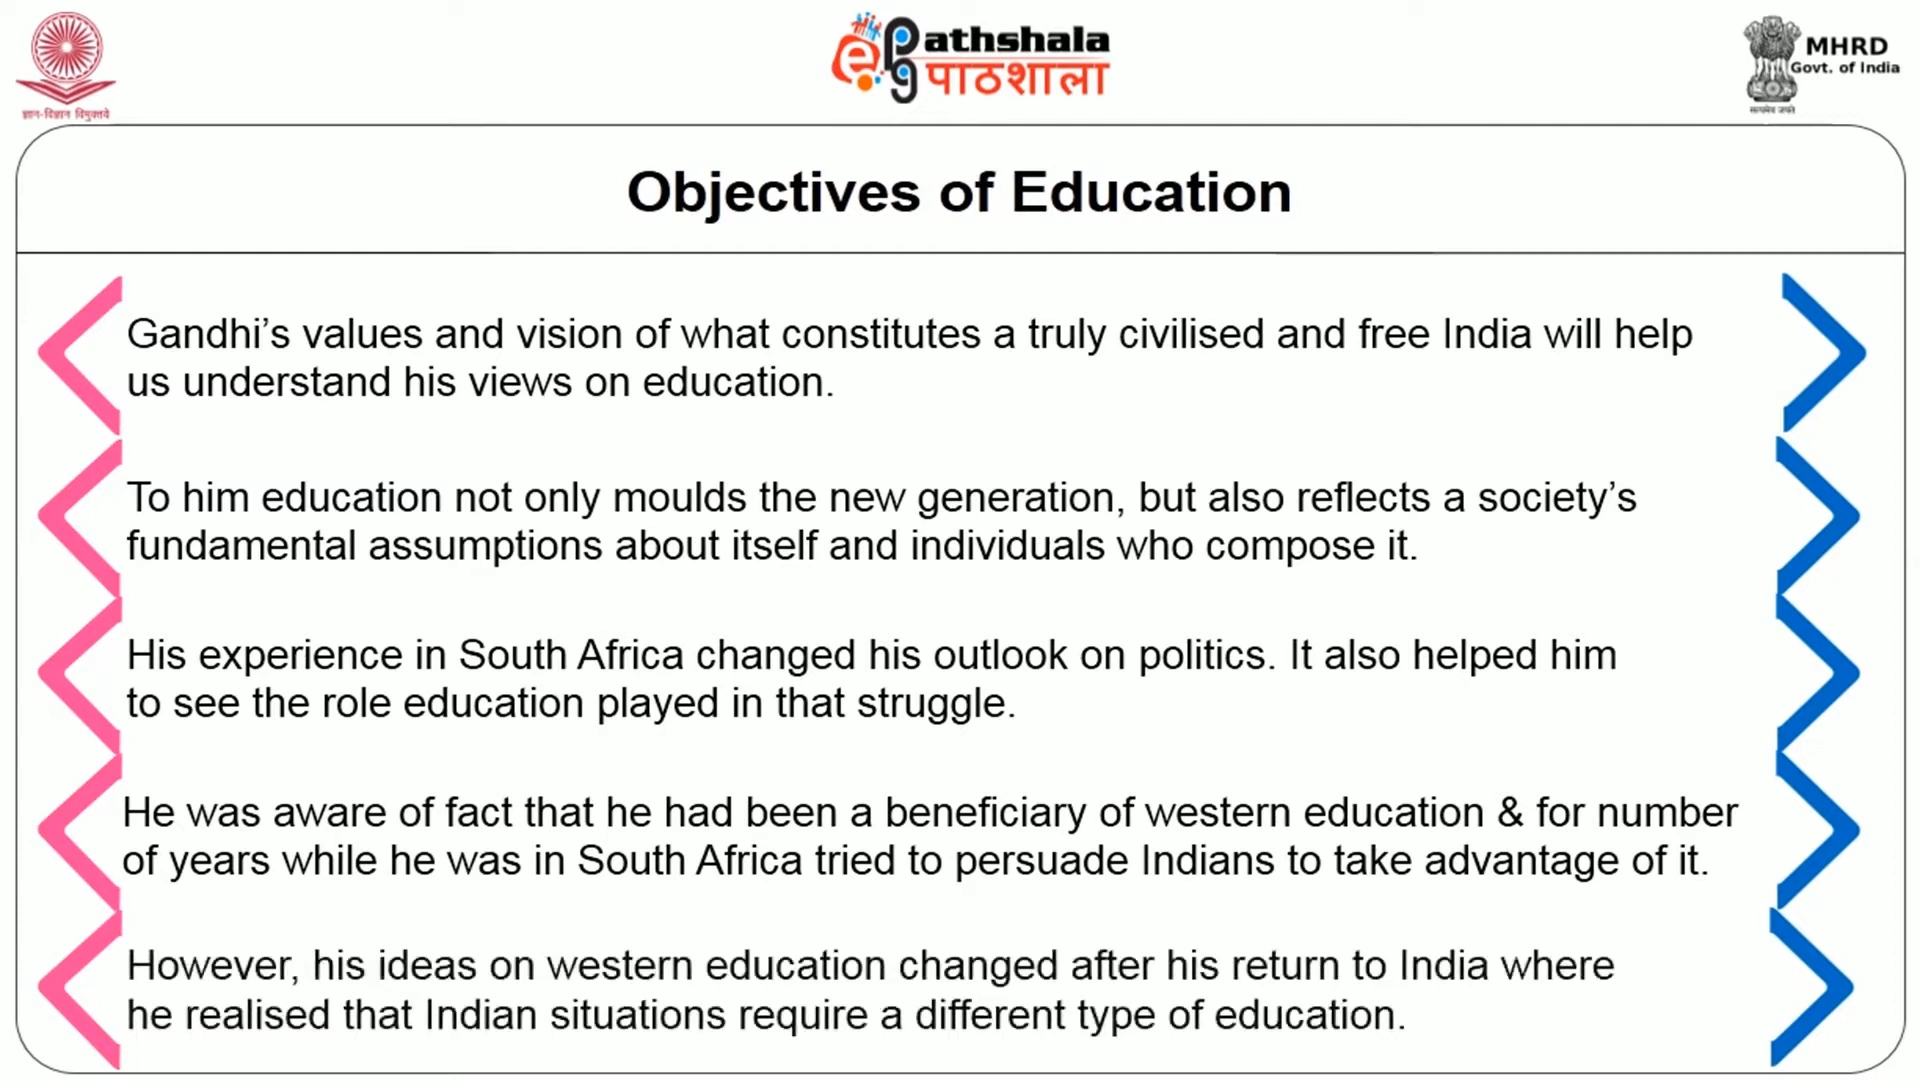 ज्ञान-विज्ञान विमुक्तये
e pg Pathshala
पाठशाला
MHRD
Govt. of India
सत्यमेव जयते
Objectives of Education
Gandhi’s values and vision of what constitutes a truly civilised and free India will help
us understand his views on education.
To him education not only moulds the new generation, but also reflects a society’s
fundamental assumptions about itself and individuals who compose it.
His experience in South Africa changed his outlook on politics. It also helped him
to see the role education played in that struggle.
He was aware of fact that he had been a beneficiary of western education & for number
of years while he was in South Africa tried to persuade Indians to take advantage of it.
However, his ideas on western education changed after his return to India where
he realised that Indian situations require a different type of education.